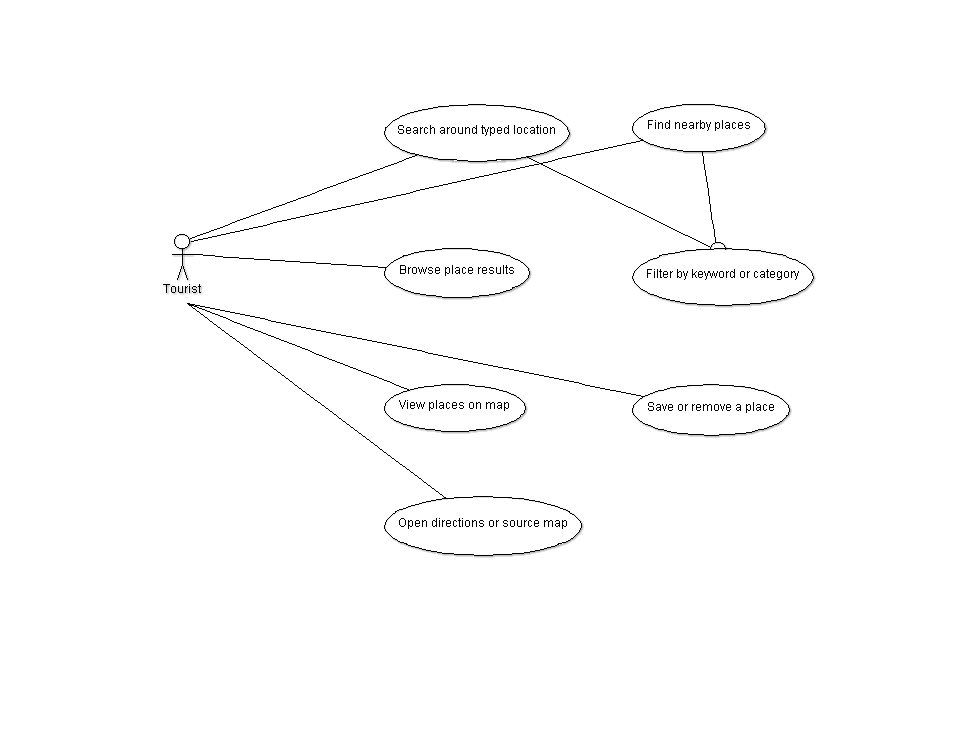 Search around typed location
Find nearby places
Tourist
Browse place results
Filter by keyword or category
View places on map
Save or remove a place
Open directions or source map